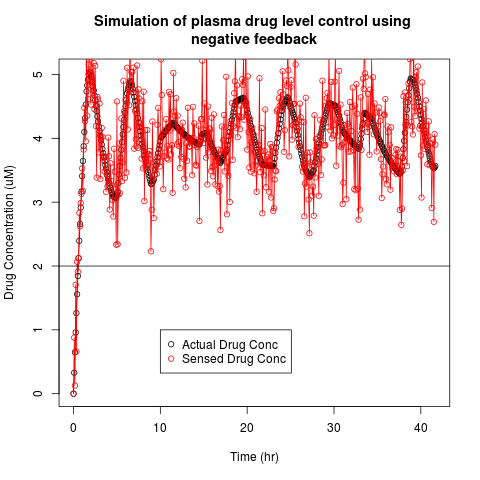 Simulation of plasma drug level control using
negative feedback
Drug Concentration (uM)
5
4
3
2
1
0
Actual Drug Conc
Sensed Drug Conc
0
10
20
30
40
Time (hr)